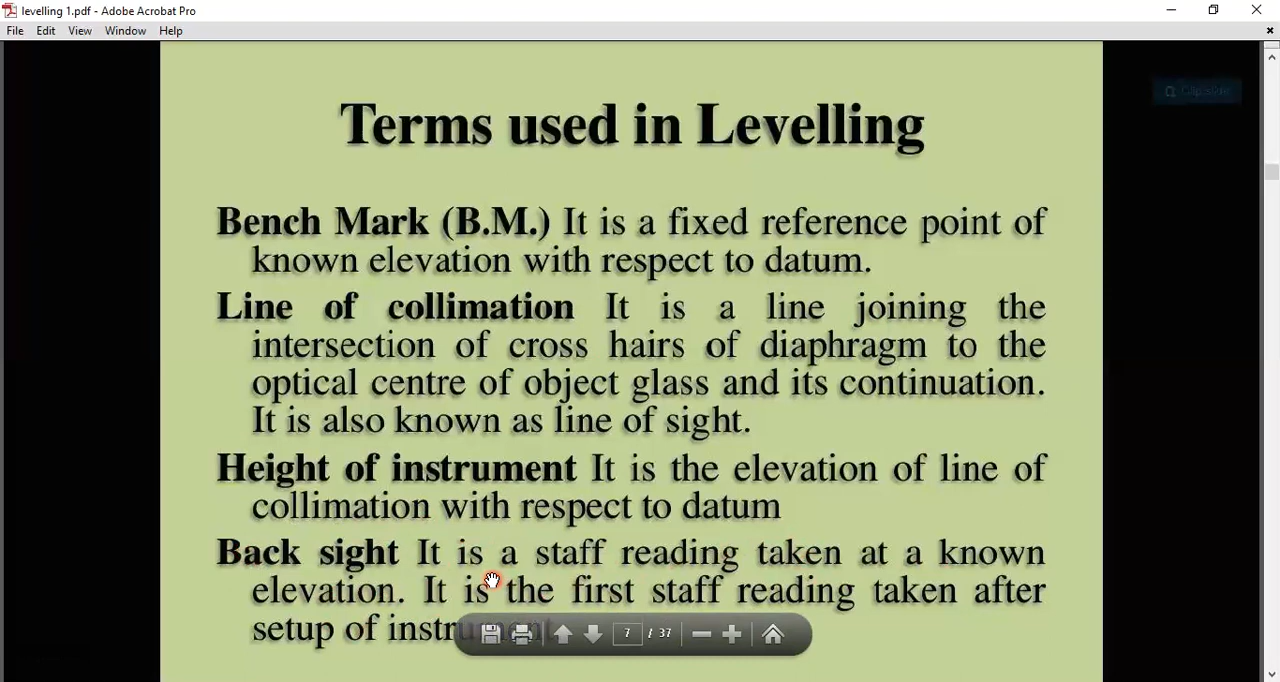 levelling 1.pdf - Adobe Acrobat Pro
File Edit View Window Help
Clip slide
Terms used in Levelling
Bench Mark (B.M.) It is a fixed reference point of
known elevation with respect to datum.
Line of collimation It is a line joining the
intersection of cross hairs of diaphragm to the
optical centre of object glass and its continuation.
It is also known as line of sight.
Height of instrument It is the elevation of line of
collimation with respect to datum
Back sight It is a staff reading taken at a known
elevation. It is the first staff reading taken after
setup of instrument
7 / 37